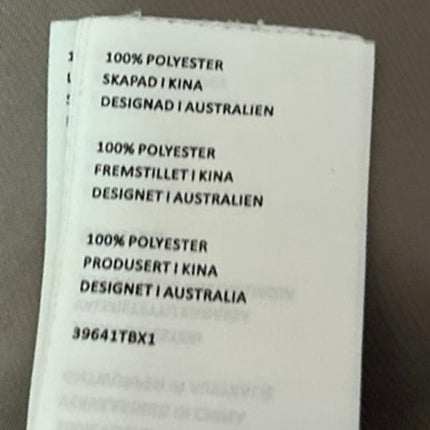 100% POLYESTER
SKAPAD I KINA
DESIGNAD I AUSTRALIEN
100% POLYESTER
FREMSTILLET I KINA
DESIGNET I AUSTRALIEN
100% POLYESTER
PRODUSERT I KINA
DESIGNET I AUSTRALIA
39641TBX1